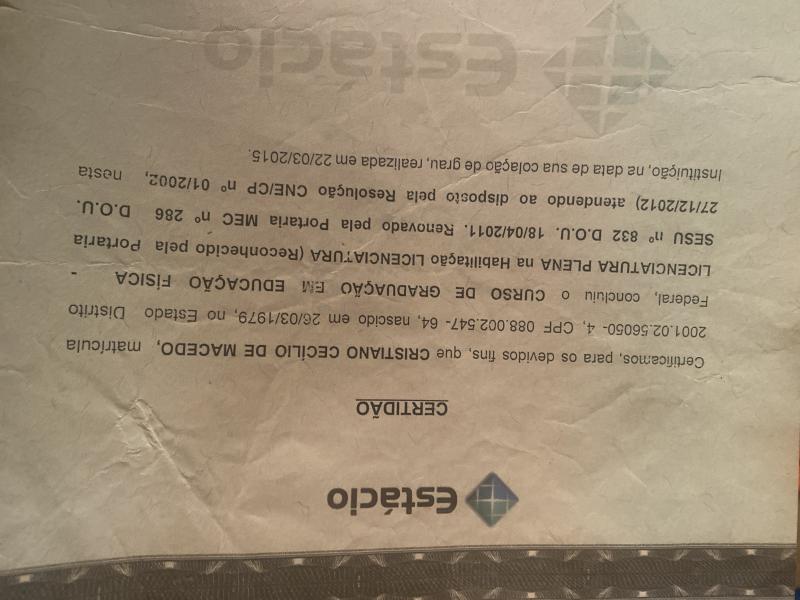 Estácio
CERTIDÃO
Certificamos, para os devidos fins, que CRISTIANO CECÍLIO DE MACEDO, matrícula
2001.02.56050- 4, CPF 088.002.547- 64, nascido em 26/03/1979, no Estado Distrito
Federal, concluiu o CURSO DE GRADUAÇÃO EM EDUCAÇÃO FÍSICA -
LICENCIATURA PLENA na Habilitação LICENCIATURA (Reconhecido pela Portaria
SESU nº 832 D.O.U. 18/04/2011. Renovado pela Portaria MEC nº 286 D.O.U.
27/12/2012) atendendo ao disposto pela Resolução CNE/CP nº 01/2002, nesta
Instituição, na data de sua colação de grau, realizada em 22/03/2015.
Estácio